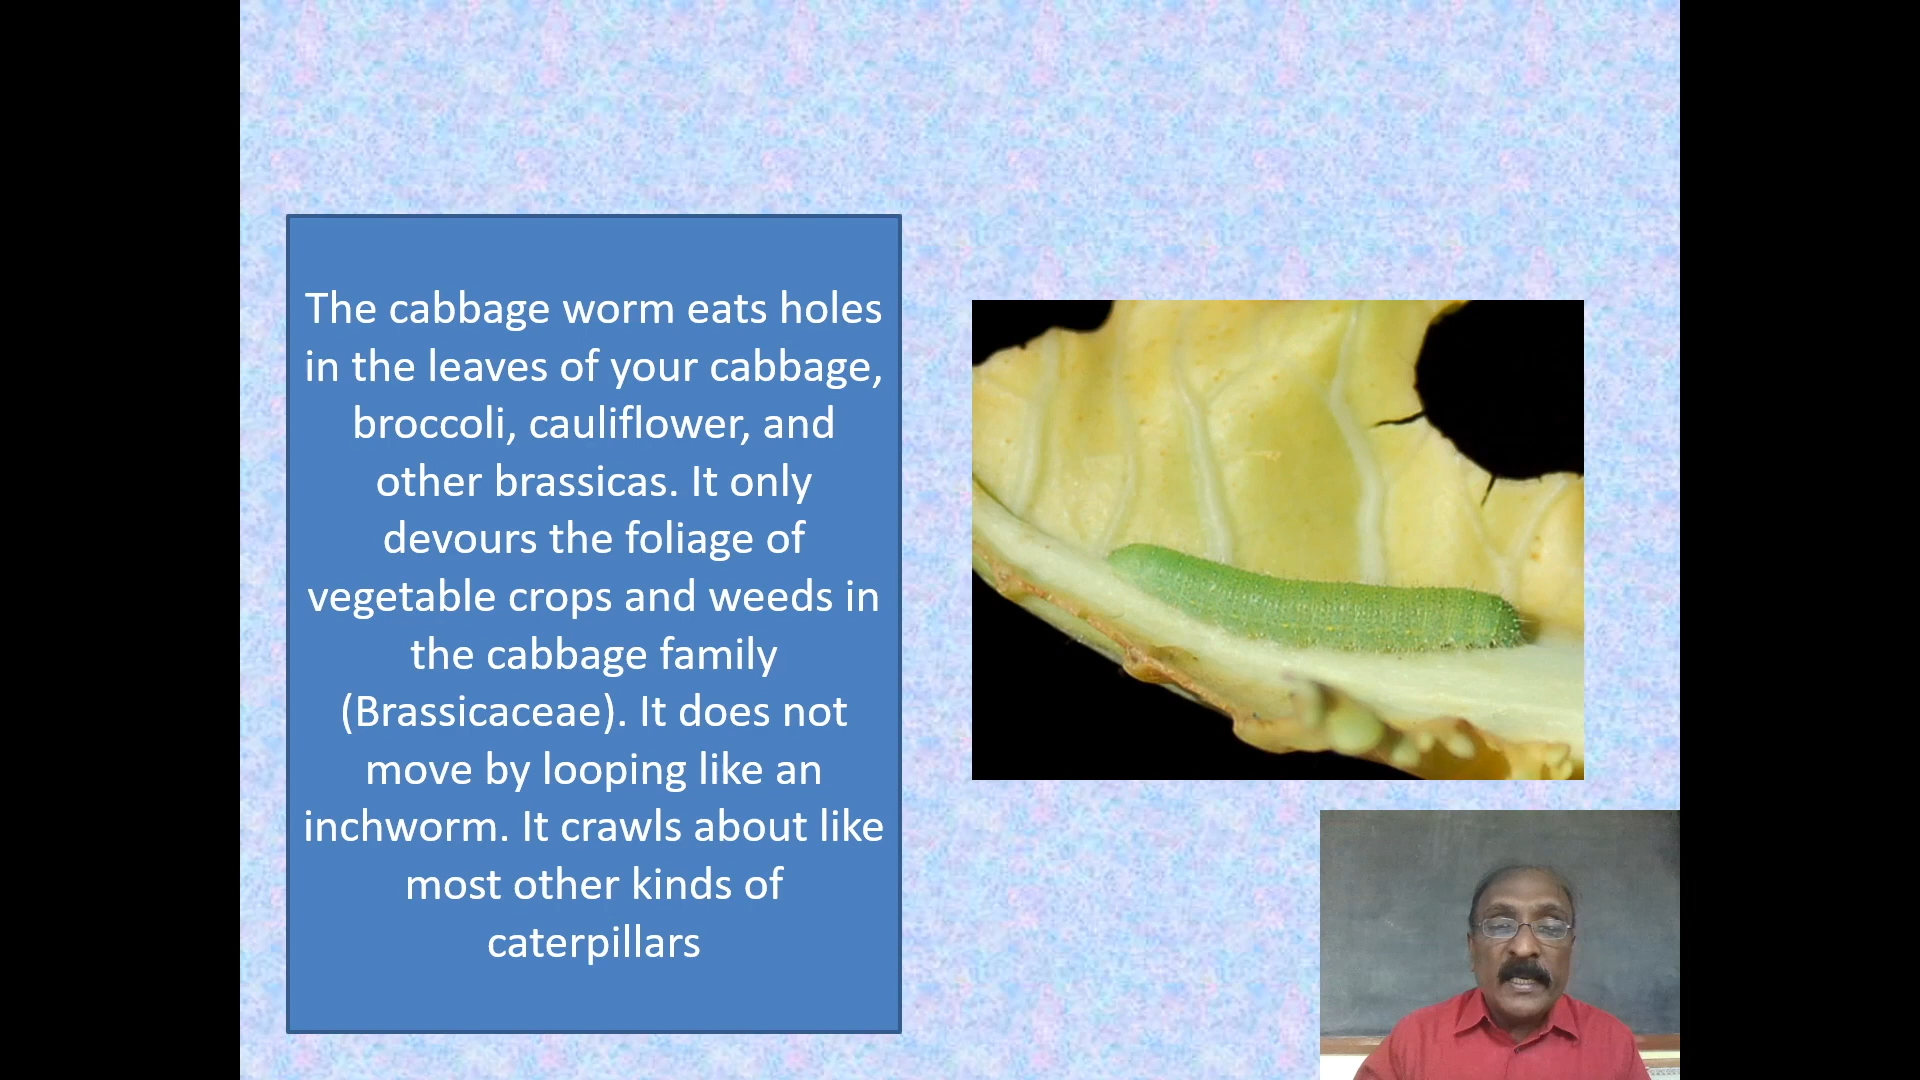 The cabbage worm eats holes
in the leaves of your cabbage,
broccoli, cauliflower, and
other brassicas. It only
devours the foliage of
vegetable crops and weeds in
the cabbage family
(Brassicaceae). It does not
move by looping like an
inchworm. It crawls about like
most other kinds of
caterpillars